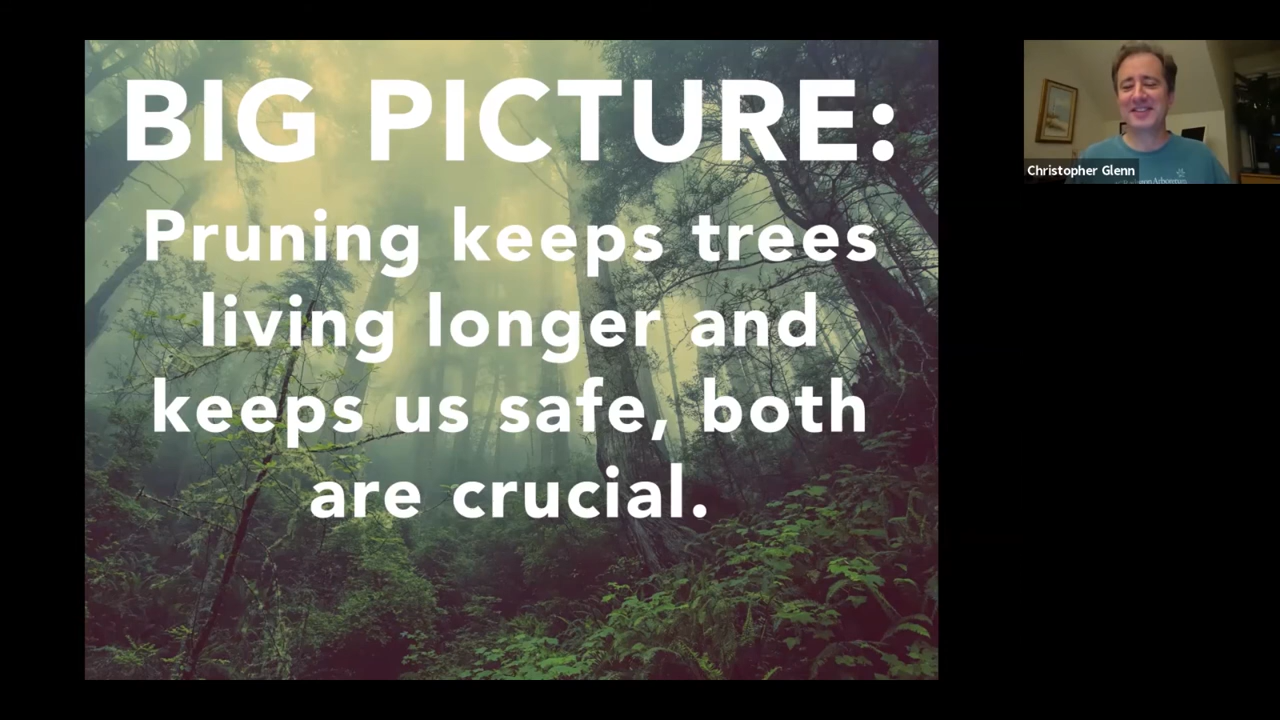 BIG PICTURE:
Pruning keeps trees
living longer and
keeps us safe, both
are crucial.
Christopher Glenn